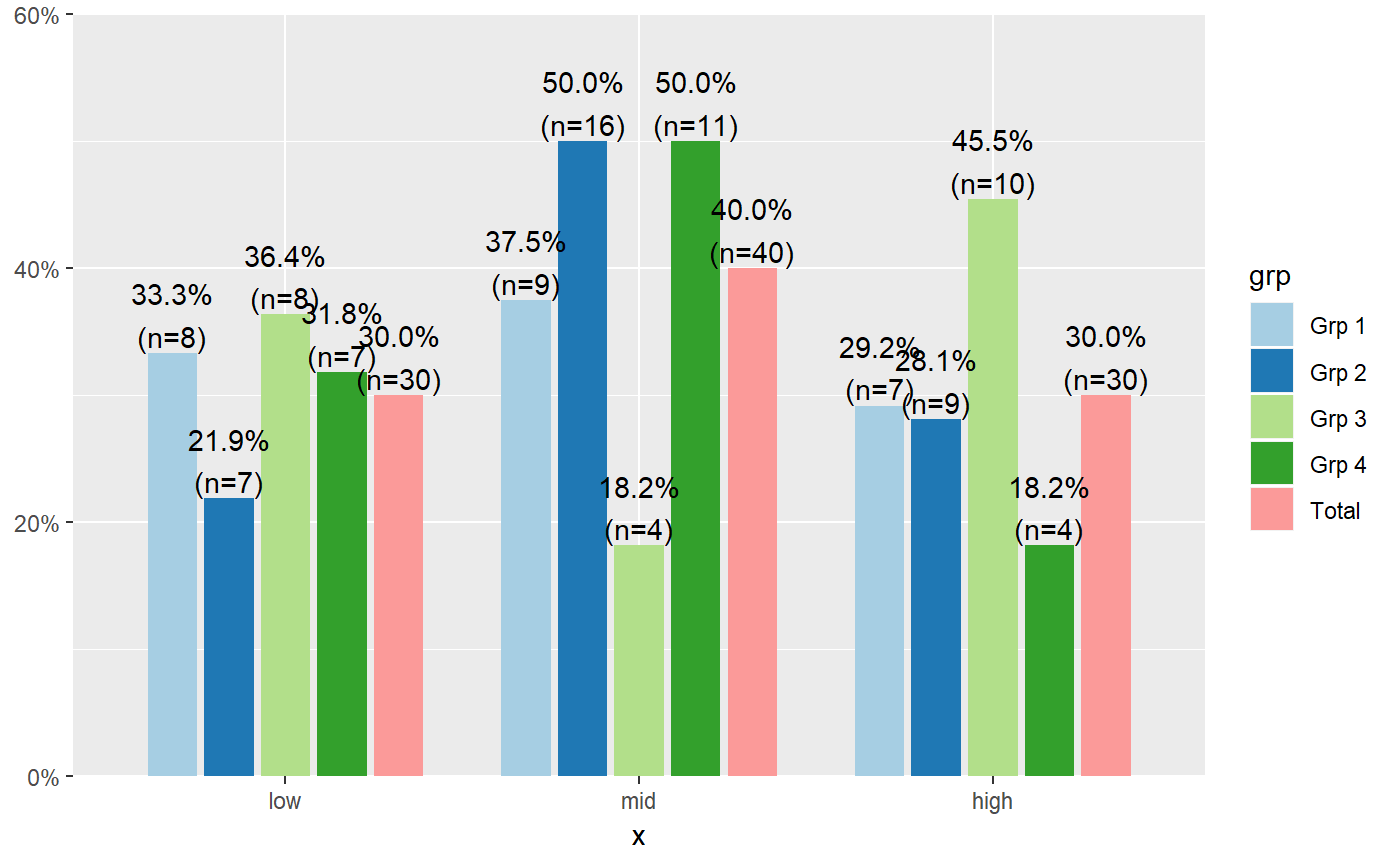 60%
40%
20%
0%
33.3%
(n=8)
21.9%
(n=7)
36.4%
(n=8)
31.8%
(n=7)
30.0%
(n=30)
37.5%
(n=9)
50.0%
(n=16)
18.2%
(n=4)
50.0%
(n=11)
40.0%
(n=40)
29.2%
(n=7)
28.1%
(n=9)
45.5%
(n=10)
18.2%
(n=4)
30.0%
(n=30)
low
mid
high
x
grp
Grp 1
Grp 2
Grp 3
Grp 4
Total